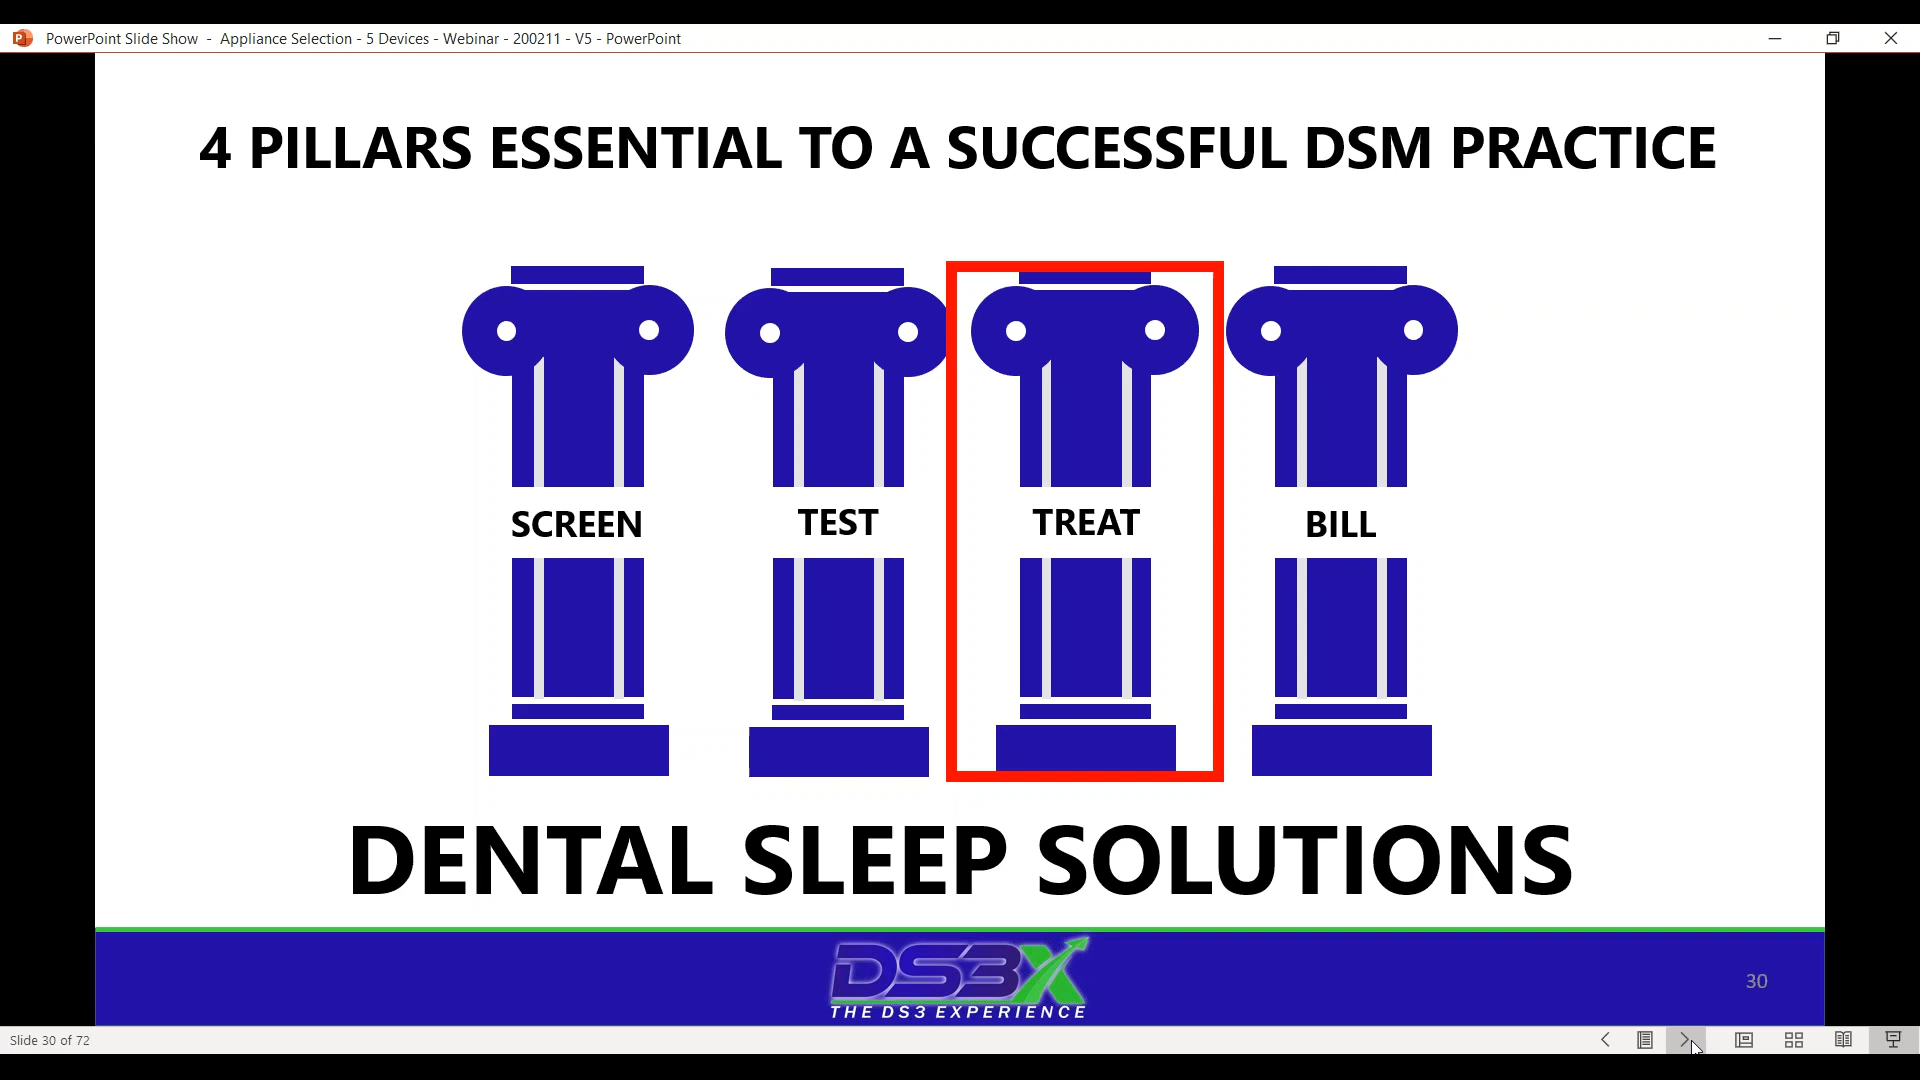 PowerPoint Slide Show - Appliance Selection - 5 Devices - Webinar - 200211 - V5 - PowerPoint
4 PILLARS ESSENTIAL TO A SUCCESSFUL DSM PRACTICE
SCREEN
TEST
TREAT
BILL
DENTAL SLEEP SOLUTIONS
DS3X
THE DS3 EXPERIENCE
30
Slide 30 of 72